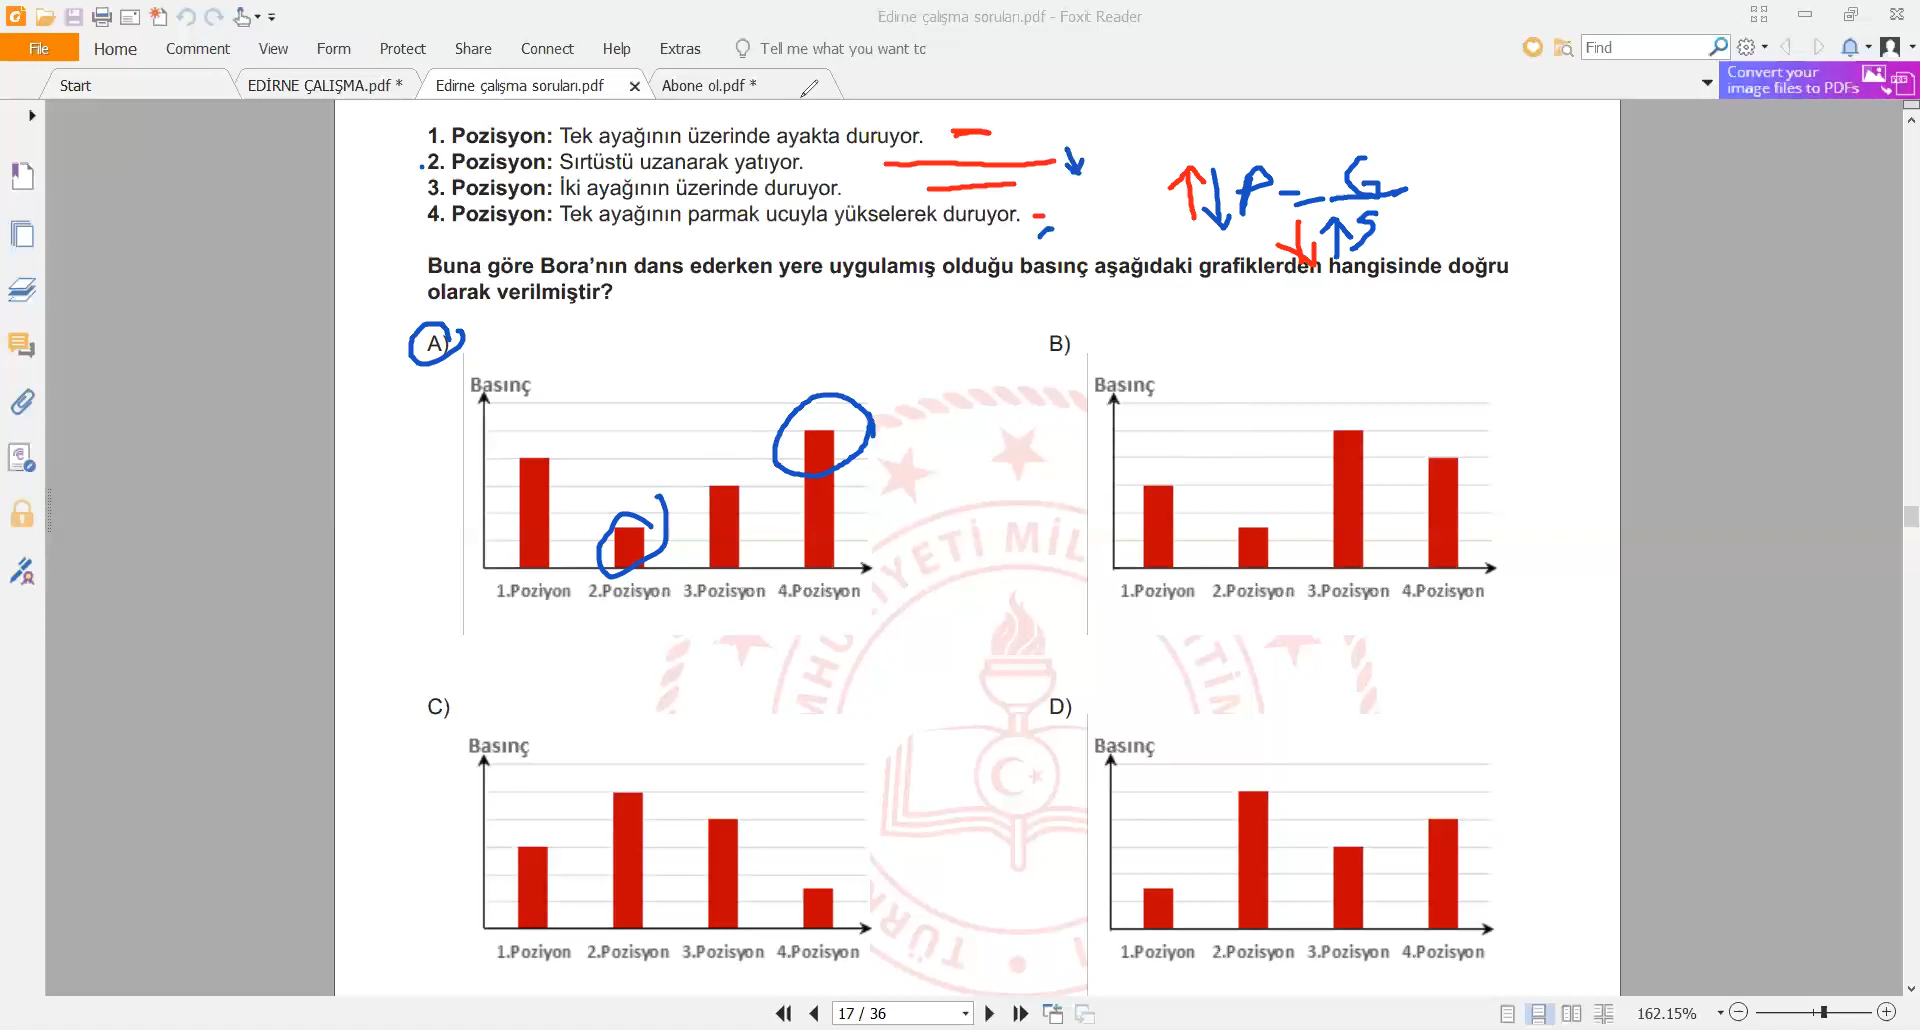 Edirne çalışma soruları.pdf - Foxit Reader
File Home Comment View Form Protect Share Connect Help Extras Tell me what you want to
Find
Start EDİRNE ÇALIŞMA.pdf * Edirne çalışma soruları.pdf Abone ol.pdf *
Convert your
image files to PDFs
1. Pozisyon: Tek ayağının üzerinde ayakta duruyor.
2. Pozisyon: Sırtüstü uzanarak yatıyor.
3. Pozisyon: İki ayağının üzerinde duruyor.
4. Pozisyon: Tek ayağının parmak ucuyla yükselerek duruyor.
P = G
S
Buna göre Bora’nın dans ederken yere uygulamış olduğu basınç aşağıdaki grafiklerden hangisinde doğru
olarak verilmiştir?
A)
Basınç
1.Poziyon 2.Pozisyon 3.Pozisyon 4.Pozisyon
B)
Basınç
1.Poziyon 2.Pozisyon 3.Pozisyon 4.Pozisyon
C)
Basınç
1.Poziyon 2.Pozisyon 3.Pozisyon 4.Pozisyon
D)
Basınç
1.Poziyon 2.Pozisyon 3.Pozisyon 4.Pozisyon
17 / 36
162.15%